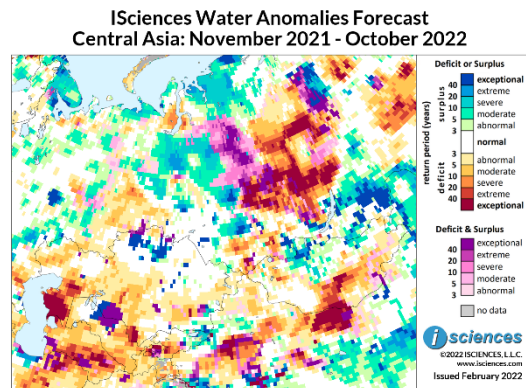 ISciences Water Anomalies Forecast
Central Asia: November 2021 - October 2022
Deficit or Surplus
return period (years)
surplus
deficit
40 exceptional
20 extreme
10 severe
5 moderate
3 abnormal
normal
3 abnormal
5 moderate
10 severe
20 extreme
40 exceptional
Deficit & Surplus
40 exceptional
20 extreme
10 severe
5 moderate
3 abnormal
no data
isciences
©2022 ISCIENCES, L.L.C.
www.isciences.com
Issued February 2022